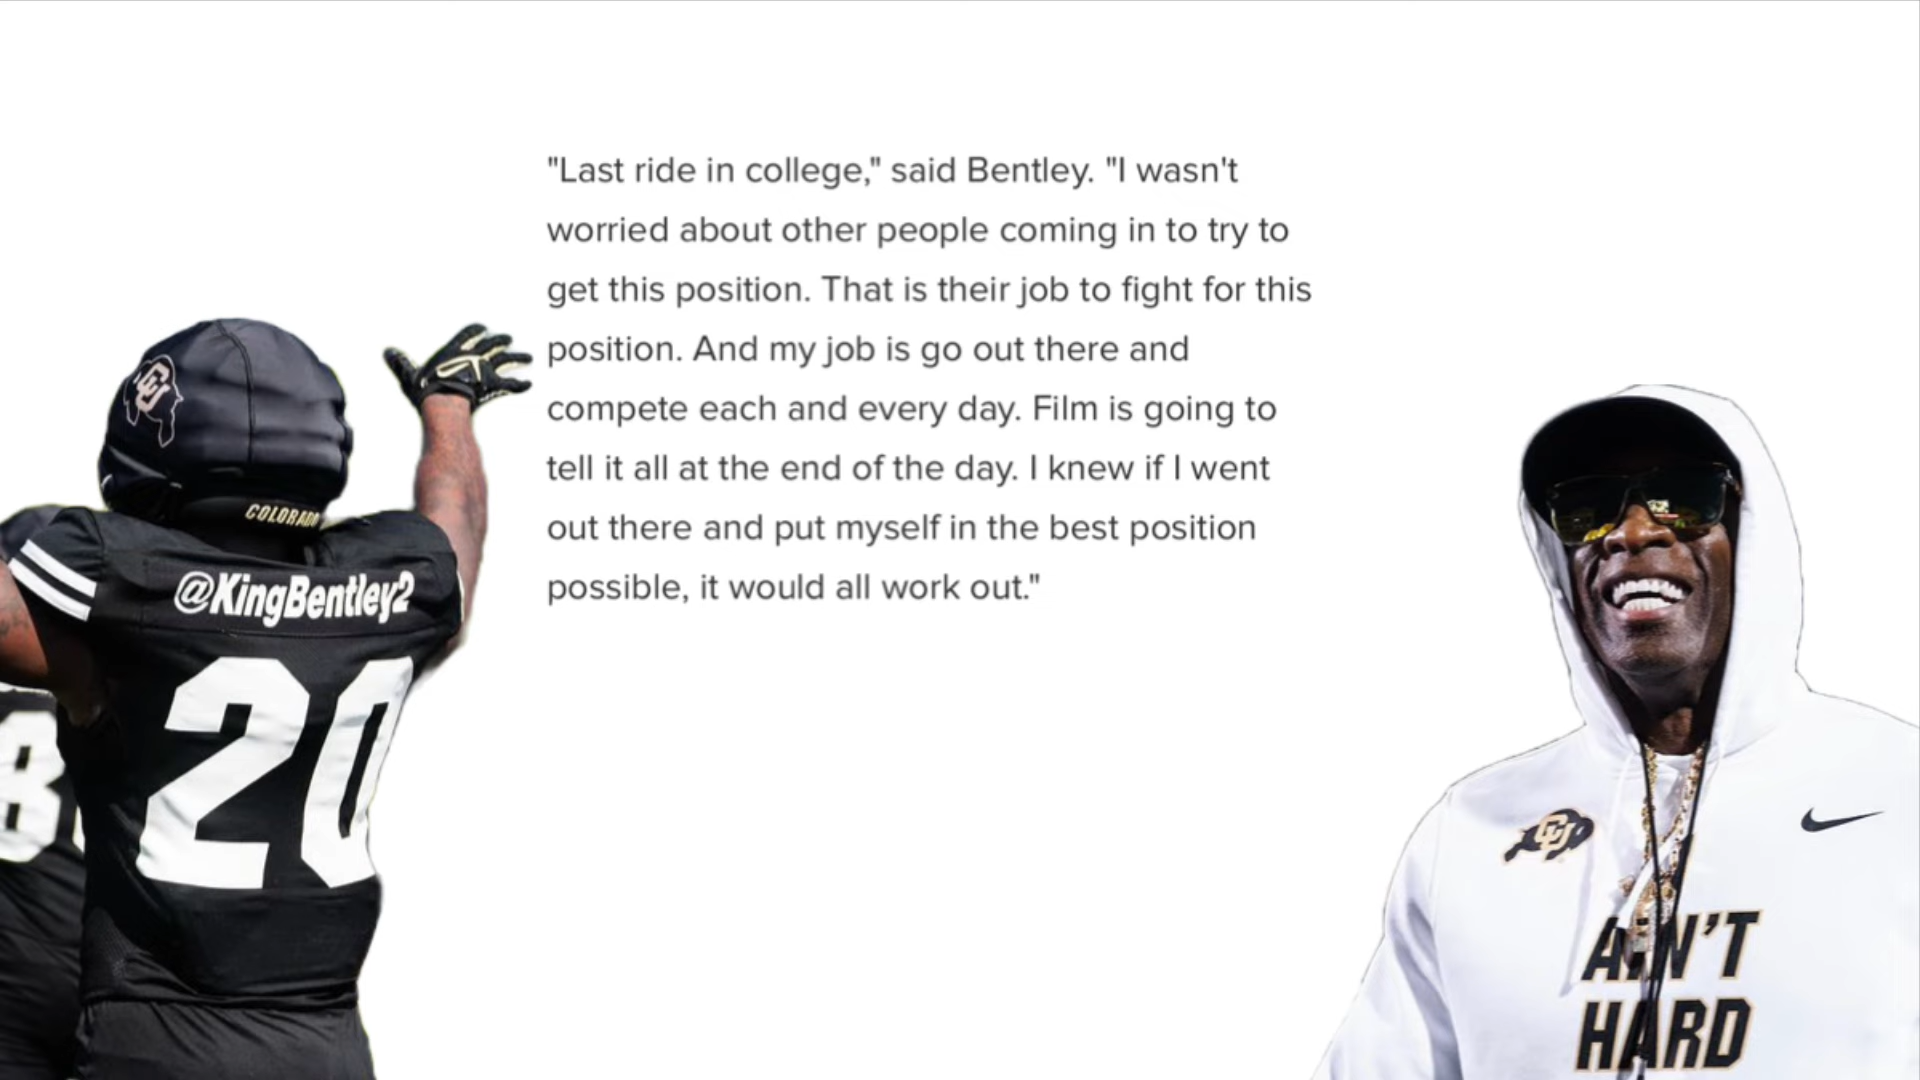 "Last ride in college," said Bentley. "I wasn't
worried about other people coming in to try to
get this position. That is their job to fight for this
position. And my job is go out there and
compete each and every day. Film is going to
tell it all at the end of the day. I knew if I went
out there and put myself in the best position
possible, it would all work out."
CU
COLORADO
@KingBentley2
20
8
CU
AIN'T
HARD